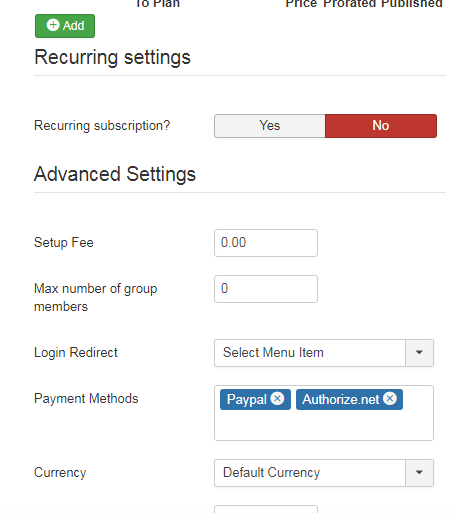 To Plan Price Prorated Published
Add
Recurring settings
Recurring subscription? Yes No
Advanced Settings
Setup Fee 0.00
Max number of group 0
members
Login Redirect Select Menu Item
Payment Methods Paypal Authorize.net
Currency Default Currency